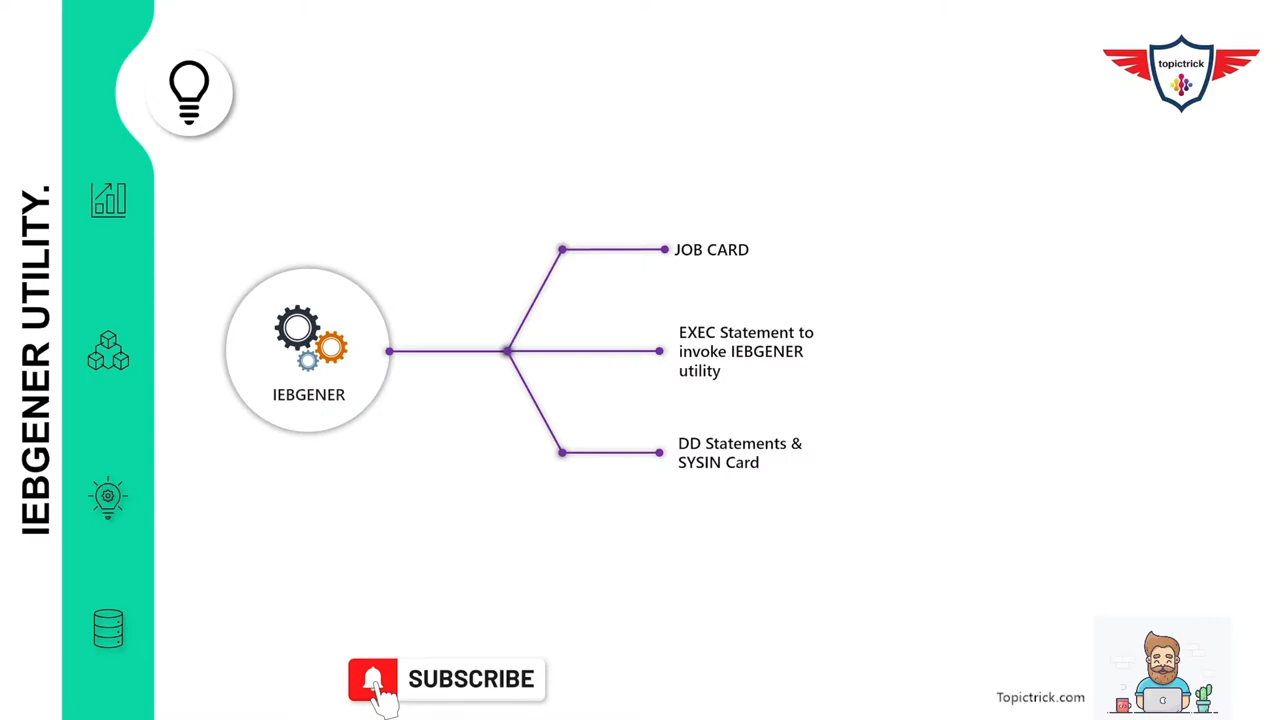 topictrick
IEBGENER UTILITY.
JOB CARD
EXEC Statement to
invoke IEBGENER
utility
IEBGENER
DD Statements &
SYSIN Card
SUBSCRIBE
Topictrick.com